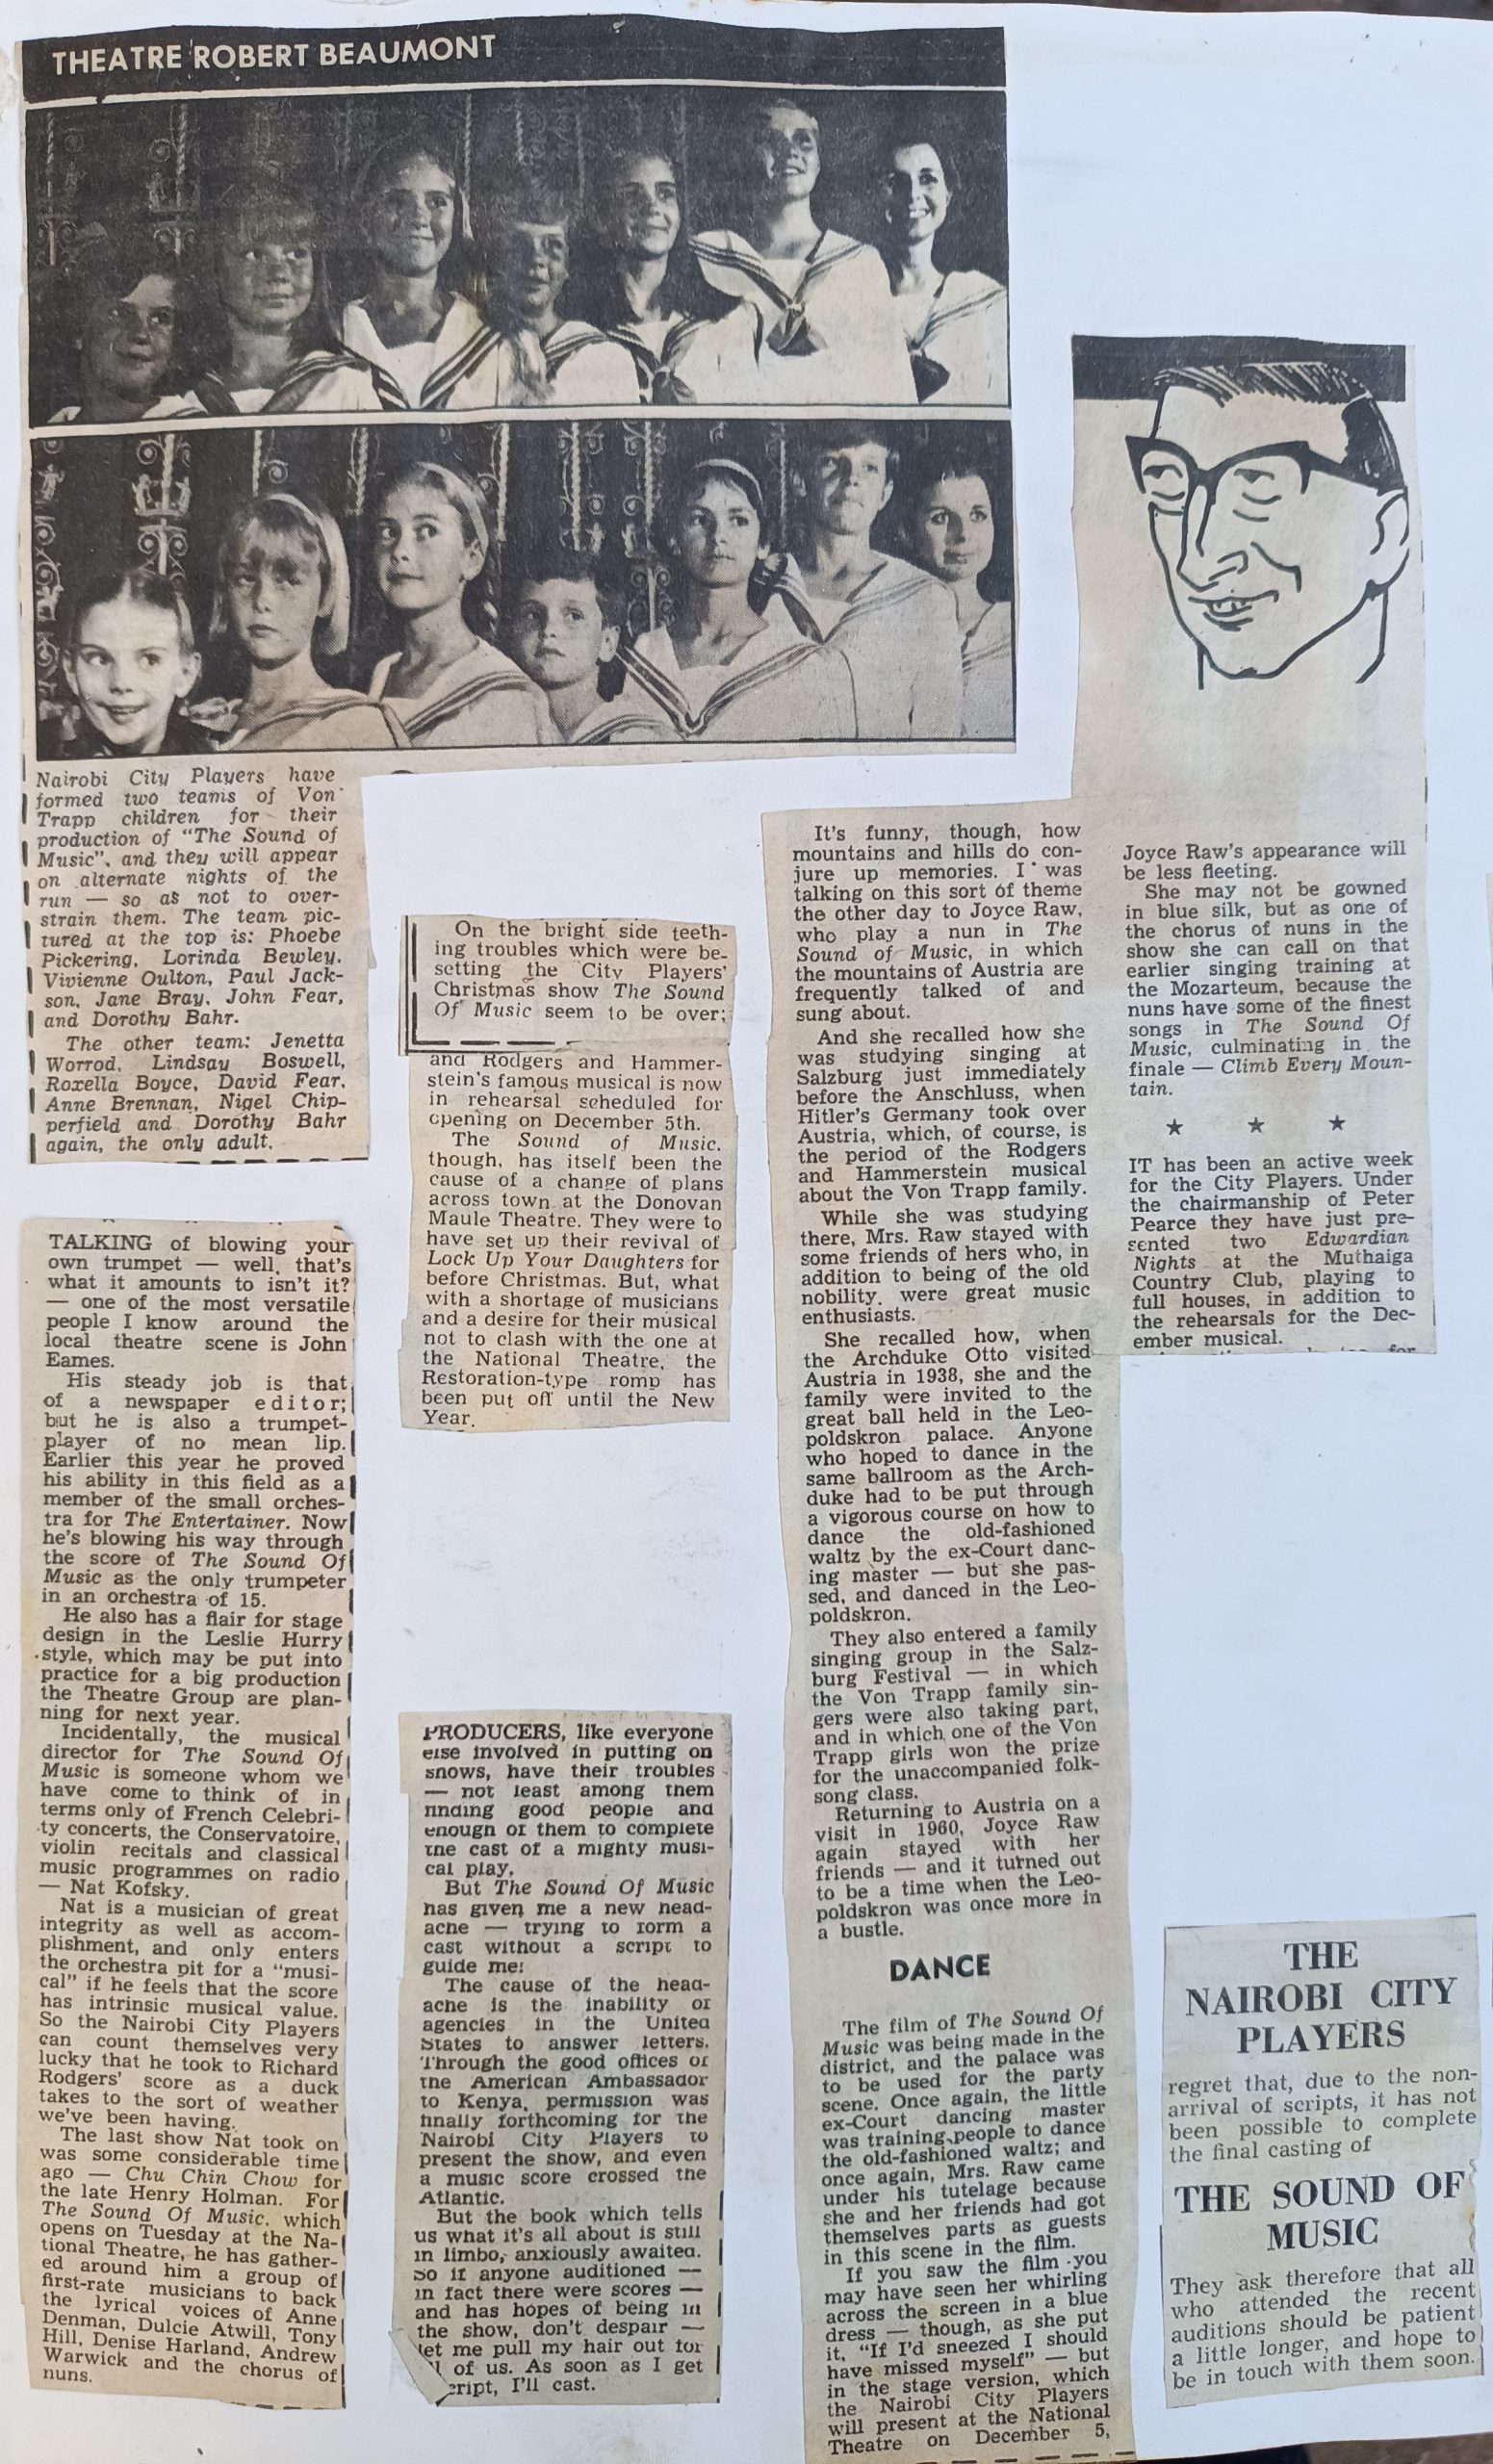 THEATRE ROBERT BEAUMONT
Nairobi City Players have
formed two teams of Von
Trapp children for their
production of "The Sound of
Music", and they will appear
on alternate nights of the
run — so as not to over-
strain them. The team pic-
tured at the top is: Phoebe
Pickering, Lorinda Bewley,
Vivienne Oulton, Paul Jack-
son, Jane Bray, John Fear,
and Dorothy Bahr.
The other team: Jenetta
Worrod, Lindsay Boswell,
Roxella Boyce, David Fear,
Anne Brennan, Nigel Chip-
perfield and Dorothy Bahr
again, the only adult.
TALKING of blowing your
own trumpet — well, that's
what it amounts to isn't it?
— one of the most versatile
people I know around the
local theatre scene is John
Eames.
His steady job is that
of a newspaper editor;
but he is also a trumpet-
player of no mean lip.
Earlier this year he proved
his ability in this field as a
member of the small orches-
tra for The Entertainer. Now
he's blowing his way through
the score of The Sound Of
Music as the only trumpeter
in an orchestra of 15.
He also has a flair for stage
design in the Leslie Hurry
style, which may be put into
practice for a big production
the Theatre Group are plan-
ning for next year.
Incidentally, the musical
director for The Sound Of
Music is someone whom we
have come to think of in
terms only of French Celebri-
ty concerts, the Conservatoire,
violin recitals and classical
music programmes on radio
— Nat Kofsky.
Nat is a musician of great
integrity as well as accom-
plishment, and only enters
the orchestra pit for a "musi-
cal" if he feels that the score
has intrinsic musical value.
So the Nairobi City Players
can count themselves very
lucky that he took to Richard
Rodgers' score as a duck
takes to the sort of weather
we've been having.
The last show Nat took on
was some considerable time
ago — Chu Chin Chow for
the late Henry Holman. For
The Sound Of Music, which
opens on Tuesday at the Na-
tional Theatre, he has gather-
ed around him a group of
first-rate musicians to back
the lyrical voices of Anne
Denman, Dulcie Atwill, Tony
Hill, Denise Harland, Andrew
Warwick and the chorus of
nuns.
On the bright side teeth-
ing troubles which were be-
setting the City Players'
Christmas show The Sound
Of Music seem to be over;
and Rodgers and Hammer-
stein's famous musical is now
in rehearsal scheduled for
opening on December 5th.
The Sound of Music,
though, has itself been the
cause of a change of plans
across town at the Donovan
Maule Theatre. They were to
have set up their revival of
Lock Up Your Daughters for
before Christmas. But, what
with a shortage of musicians
and a desire for their musical
not to clash with the one at
the National Theatre, the
Restoration-type romp has
been put off until the New
Year.
PRODUCERS, like everyone
else involved in putting on
shows, have their troubles
— not least among them
finding good people and
enough of them to complete
the cast of a mighty musi-
cal play.
But The Sound Of Music
has given me a new head-
ache — trying to form a
cast without a script to
guide me!
The cause of the head-
ache is the inability of
agencies in the United
States to answer letters.
Through the good offices of
the American Ambassador
to Kenya, permission was
finally forthcoming for the
Nairobi City Players to
present the show, and even
a music score crossed the
Atlantic.
But the book which tells
us what it's all about is still
in limbo, anxiously awaited.
So if anyone auditioned —
in fact there were scores —
and has hopes of being in
the show, don't despair —
let me pull my hair out for
of us. As soon as I get
cript, I'll cast.
It's funny, though, how
mountains and hills do con-
jure up memories. I was
talking on this sort of theme
the other day to Joyce Raw,
who play a nun in The
Sound of Music, in which
the mountains of Austria are
frequently talked of and
sung about.
And she recalled how she
was studying singing at
Salzburg just immediately
before the Anschluss, when
Hitler's Germany took over
Austria, which, of course, is
the period of the Rodgers
and Hammerstein musical
about the Von Trapp family.
While she was studying
there, Mrs. Raw stayed with
some friends of hers who, in
addition to being of the old
nobility, were great music
enthusiasts.
She recalled how, when
the Archduke Otto visited
Austria in 1938, she and the
family were invited to the
great ball held in the Leo-
poldskron palace. Anyone
who hoped to dance in the
same ballroom as the Arch-
duke had to be put through
a vigorous course on how to
dance the old-fashioned
waltz by the ex-Court danc-
ing master — but she pas-
sed, and danced in the Leo-
poldskron.
They also entered a family
singing group in the Salz-
burg Festival — in which
the Von Trapp family sin-
gers were also taking part,
and in which one of the Von
Trapp girls won the prize
for the unaccompanied folk-
song class.
Returning to Austria on a
visit in 1960, Joyce Raw
again stayed with her
friends — and it turned out
to be a time when the Leo-
poldskron was once more in
a bustle.
DANCE
The film of The Sound Of
Music was being made in the
district, and the palace was
to be used for the party
scene. Once again, the little
ex-Court dancing master
was training people to dance
the old-fashioned waltz; and
once again, Mrs. Raw came
under his tutelage because
she and her friends had got
themselves parts as guests
in this scene in the film.
If you saw the film you
may have seen her whirling
across the screen in a blue
dress — though, as she put
it, "If I'd sneezed I should
have missed myself" — but
in the stage version, which
the Nairobi City Players
will present at the National
Theatre on December 5,
Joyce Raw's appearance will
be less fleeting.
She may not be gowned
in blue silk, but as one of
the chorus of nuns in the
show she can call on that
earlier singing training at
the Mozarteum, because the
nuns have some of the finest
songs in The Sound Of
Music, culminating in the
finale — Climb Every Moun-
tain.
★ ★ ★
IT has been an active week
for the City Players. Under
the chairmanship of Peter
Pearce they have just pre-
sented two Edwardian
Nights at the Muthaiga
Country Club, playing to
full houses, in addition to
the rehearsals for the Dec-
ember musical.
for
THE
NAIROBI CITY
PLAYERS
regret that, due to the non-
arrival of scripts, it has not
been possible to complete
the final casting of
THE SOUND OF
MUSIC
They ask therefore that all
who attended the recent
auditions should be patient
a little longer, and hope to
be in touch with them soon.